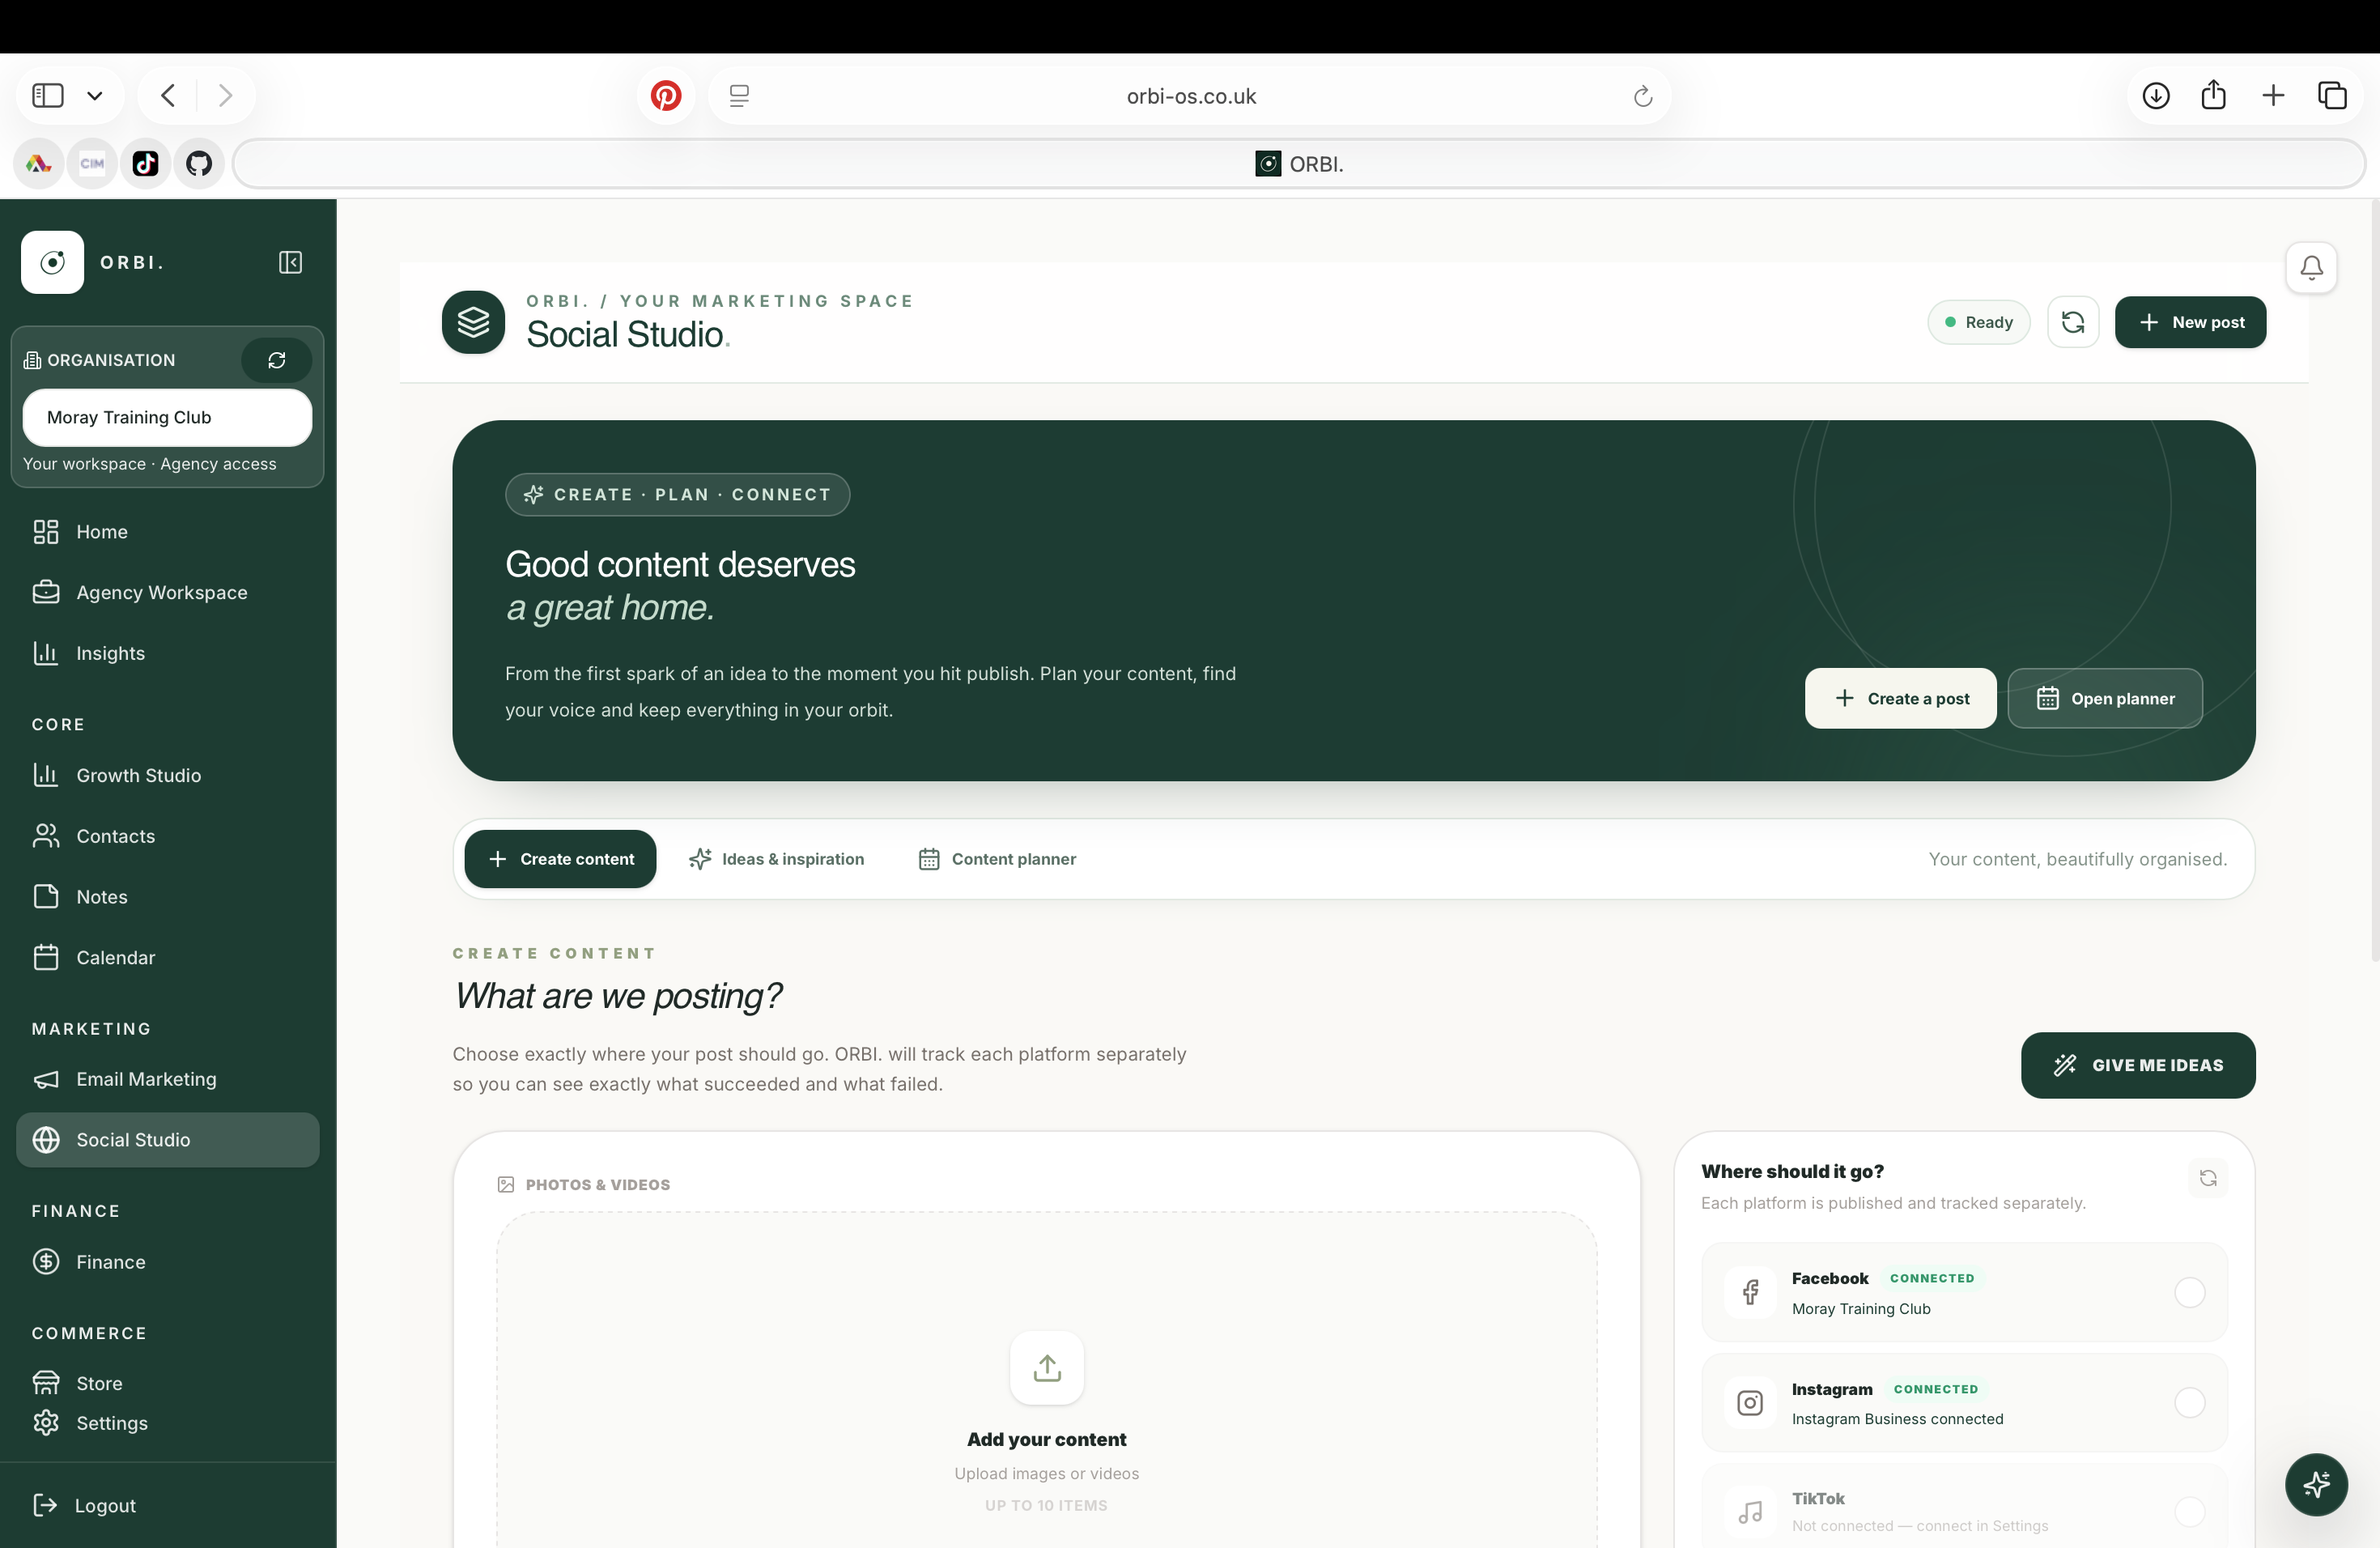 orbi-os.co.uk
CIM
ORBI.
ORBI.
ORGANISATION
Moray Training Club
Your workspace · Agency access
Home
Agency Workspace
Insights
CORE
Growth Studio
Contacts
Notes
Calendar
MARKETING
Email Marketing
Social Studio
FINANCE
Finance
COMMERCE
Store
Settings
Logout
ORBI. / YOUR MARKETING SPACE
Social Studio.
Ready
New post
CREATE · PLAN · CONNECT
Good content deserves
a great home.
From the first spark of an idea to the moment you hit publish. Plan your content, find
your voice and keep everything in your orbit.
Create a post
Open planner
Create content
Ideas & inspiration
Content planner
Your content, beautifully organised.
CREATE CONTENT
What are we posting?
Choose exactly where your post should go. ORBI. will track each platform separately
so you can see exactly what succeeded and what failed.
GIVE ME IDEAS
PHOTOS & VIDEOS
Add your content
Upload images or videos
UP TO 10 ITEMS
Where should it go?
Each platform is published and tracked separately.
Facebook CONNECTED
Moray Training Club
Instagram CONNECTED
Instagram Business connected
TikTok
Not connected — connect in Settings